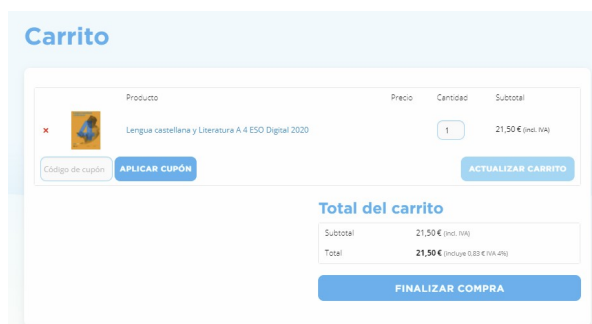 Carrito
Producto Precio Cantidad Subtotal
× Lengua castellana y Literatura A 4 ESO Digital 2020 1 21,50 € (incl. IVA)
Código de cupón APLICAR CUPÓN ACTUALIZAR CARRITO
Total del carrito
Subtotal 21,50 € (incl. IVA)
Total 21,50 € (incluye 0,83 € IVA 4%)
FINALIZAR COMPRA